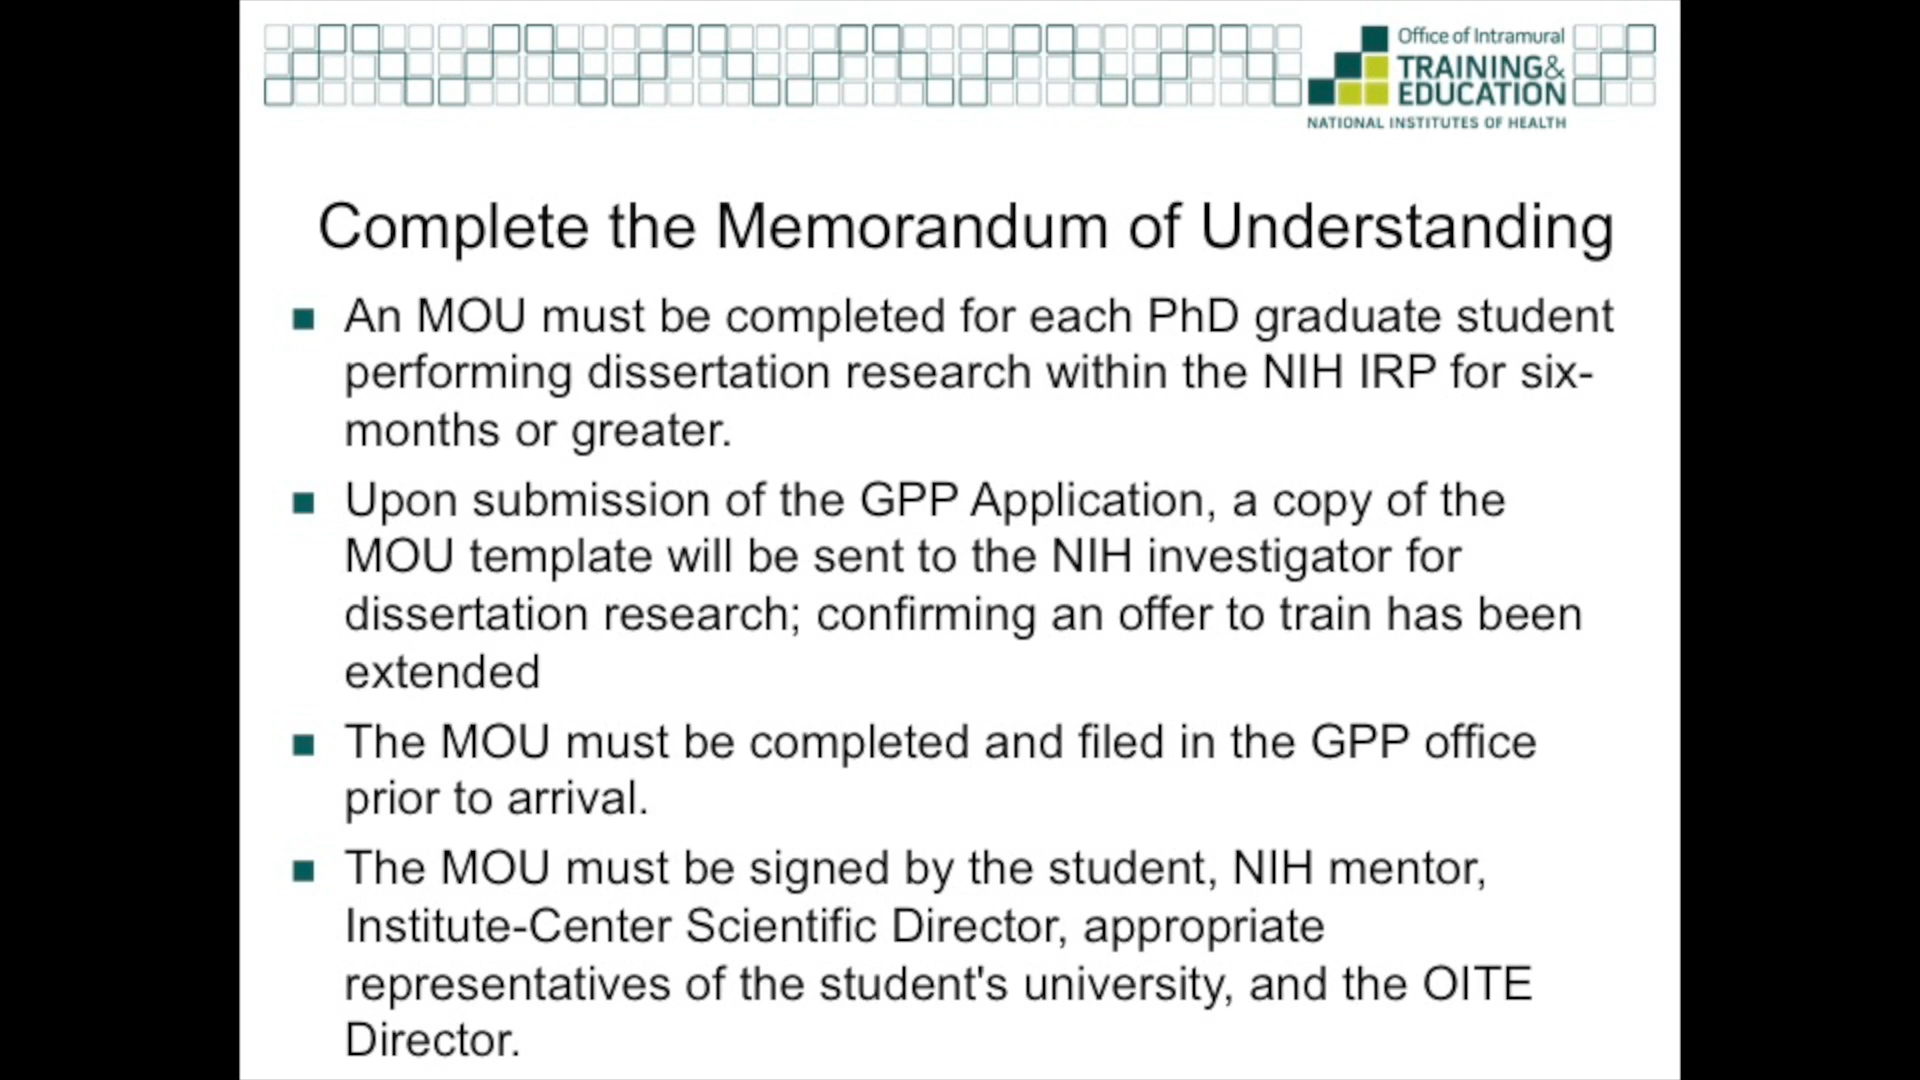 Office of Intramural
TRAINING&
EDUCATION
NATIONAL INSTITUTES OF HEALTH
Complete the Memorandum of Understanding
An MOU must be completed for each PhD graduate student
performing dissertation research within the NIH IRP for six-
months or greater.
Upon submission of the GPP Application, a copy of the
MOU template will be sent to the NIH investigator for
dissertation research; confirming an offer to train has been
extended
The MOU must be completed and filed in the GPP office
prior to arrival.
The MOU must be signed by the student, NIH mentor,
Institute-Center Scientific Director, appropriate
representatives of the student's university, and the OITE
Director.